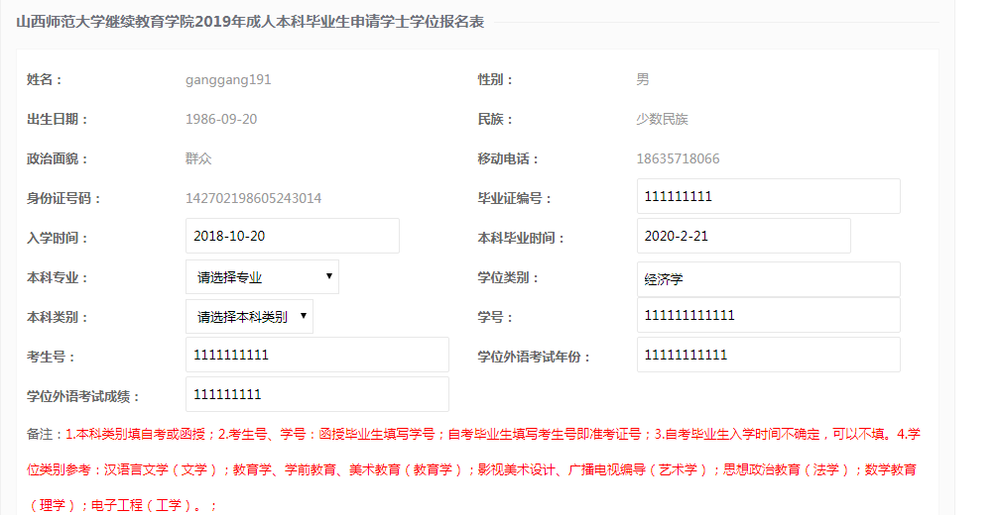 山西师范大学继续教育学院2019年成人本科毕业生申请学士学位报名表
姓名： ganggang191 性别： 男
出生日期： 1986-09-20 民族： 少数民族
政治面貌： 群众 移动电话： 18635718066
身份证号码： 142702198605243014 毕业证编号： 111111111
入学时间： 2018-10-20 本科毕业时间： 2020-2-21
本科专业： 请选择专业 学位类别： 经济学
本科类别： 请选择本科类别 学号： 111111111111
考生号： 1111111111 学位外语考试年份： 11111111111
学位外语考试成绩： 111111111
备注：1.本科类别填自考或函授；2.考生号、学号：函授毕业生填写学号；自考毕业生填写考生号即准考证号；3.自考毕业生入学时间不确定，可以不填。4.学
位类别参考：汉语言文学（文学）；教育学、学前教育、美术教育（教育学）；影视美术设计、广播电视编导（艺术学）；思想政治教育（法学）；数学教育
（理学）；电子工程（工学）。；